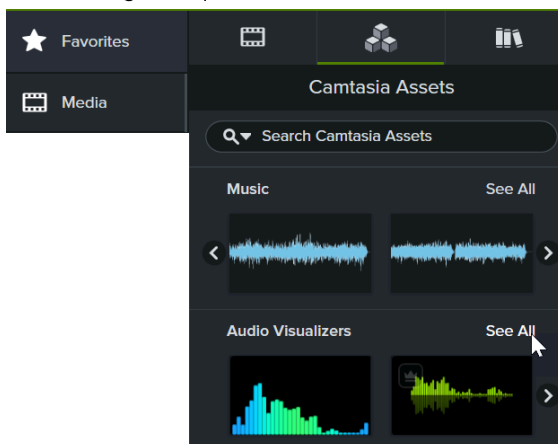 Favorites
Media
Camtasia Assets
Search Camtasia Assets
Music
See All
Audio Visualizers
See All